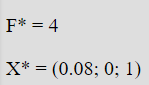 F* = 4
X* = (0.08; 0; 1)